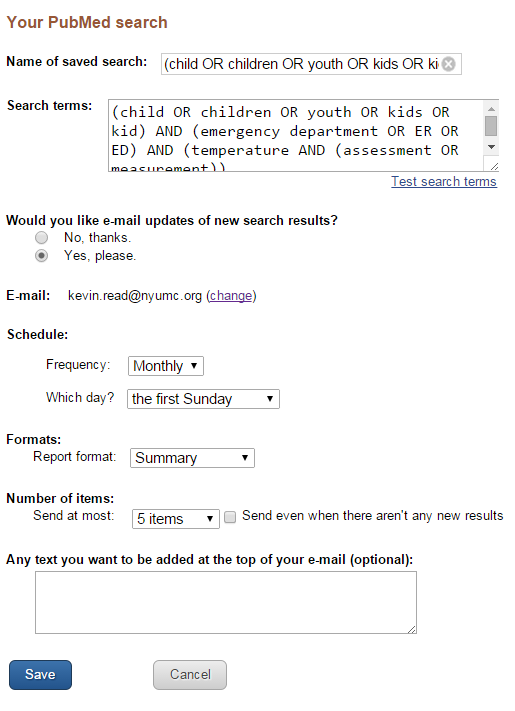 Your PubMed search
Name of saved search: (child OR children OR youth OR kids OR ki
Search terms: (child OR children OR youth OR kids OR
kid) AND (emergency department OR ER OR
ED) AND (temperature AND (assessment OR
measurement))
Test search terms
Would you like e-mail updates of new search results?
No, thanks.
Yes, please.
E-mail: kevin.read@nyumc.org (change)
Schedule:
Frequency: Monthly
Which day? the first Sunday
Formats:
Report format: Summary
Number of items:
Send at most: 5 items Send even when there aren't any new results
Any text you want to be added at the top of your e-mail (optional):
Save Cancel